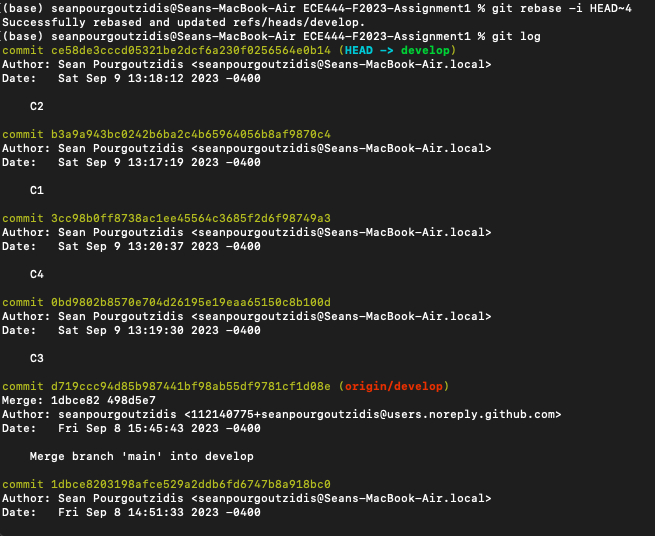 (base) seanpourgoutzidis@Seans-MacBook-Air ECE444-F2023-Assignment1 % git rebase -i HEAD~4
Successfully rebased and updated refs/heads/develop.
(base) seanpourgoutzidis@Seans-MacBook-Air ECE444-F2023-Assignment1 % git log
commit ce58de3cccd05321be2dcf6a230f0256564e0b14 (HEAD -> develop)
Author: Sean Pourgoutzidis <seanpourgoutzidis@Seans-MacBook-Air.local>
Date:   Sat Sep 9 13:18:12 2023 -0400
C2
commit b3a9a943bc0242b6ba2c4b65964056b8af9870c4
Author: Sean Pourgoutzidis <seanpourgoutzidis@Seans-MacBook-Air.local>
Date:   Sat Sep 9 13:17:19 2023 -0400
C1
commit 3cc98b0ff8738ac1ee45564c3685f2d6f98749a3
Author: Sean Pourgoutzidis <seanpourgoutzidis@Seans-MacBook-Air.local>
Date:   Sat Sep 9 13:20:37 2023 -0400
C4
commit 0bd9802b8570e704d26195e19eaa65150c8b100d
Author: Sean Pourgoutzidis <seanpourgoutzidis@Seans-MacBook-Air.local>
Date:   Sat Sep 9 13:19:30 2023 -0400
C3
commit d719ccc94d85b987441bf98ab55df9781cf1d08e (origin/develop)
Merge: 1dbce82 498d5e7
Author: seanpourgoutzidis <112140775+seanpourgoutzidis@users.noreply.github.com>
Date:   Fri Sep 8 15:45:43 2023 -0400
Merge branch 'main' into develop
commit 1dbce8203198afce529a2ddb6fd6747b8a918bc0
Author: Sean Pourgoutzidis <seanpourgoutzidis@Seans-MacBook-Air.local>
Date:   Fri Sep 8 14:51:33 2023 -0400